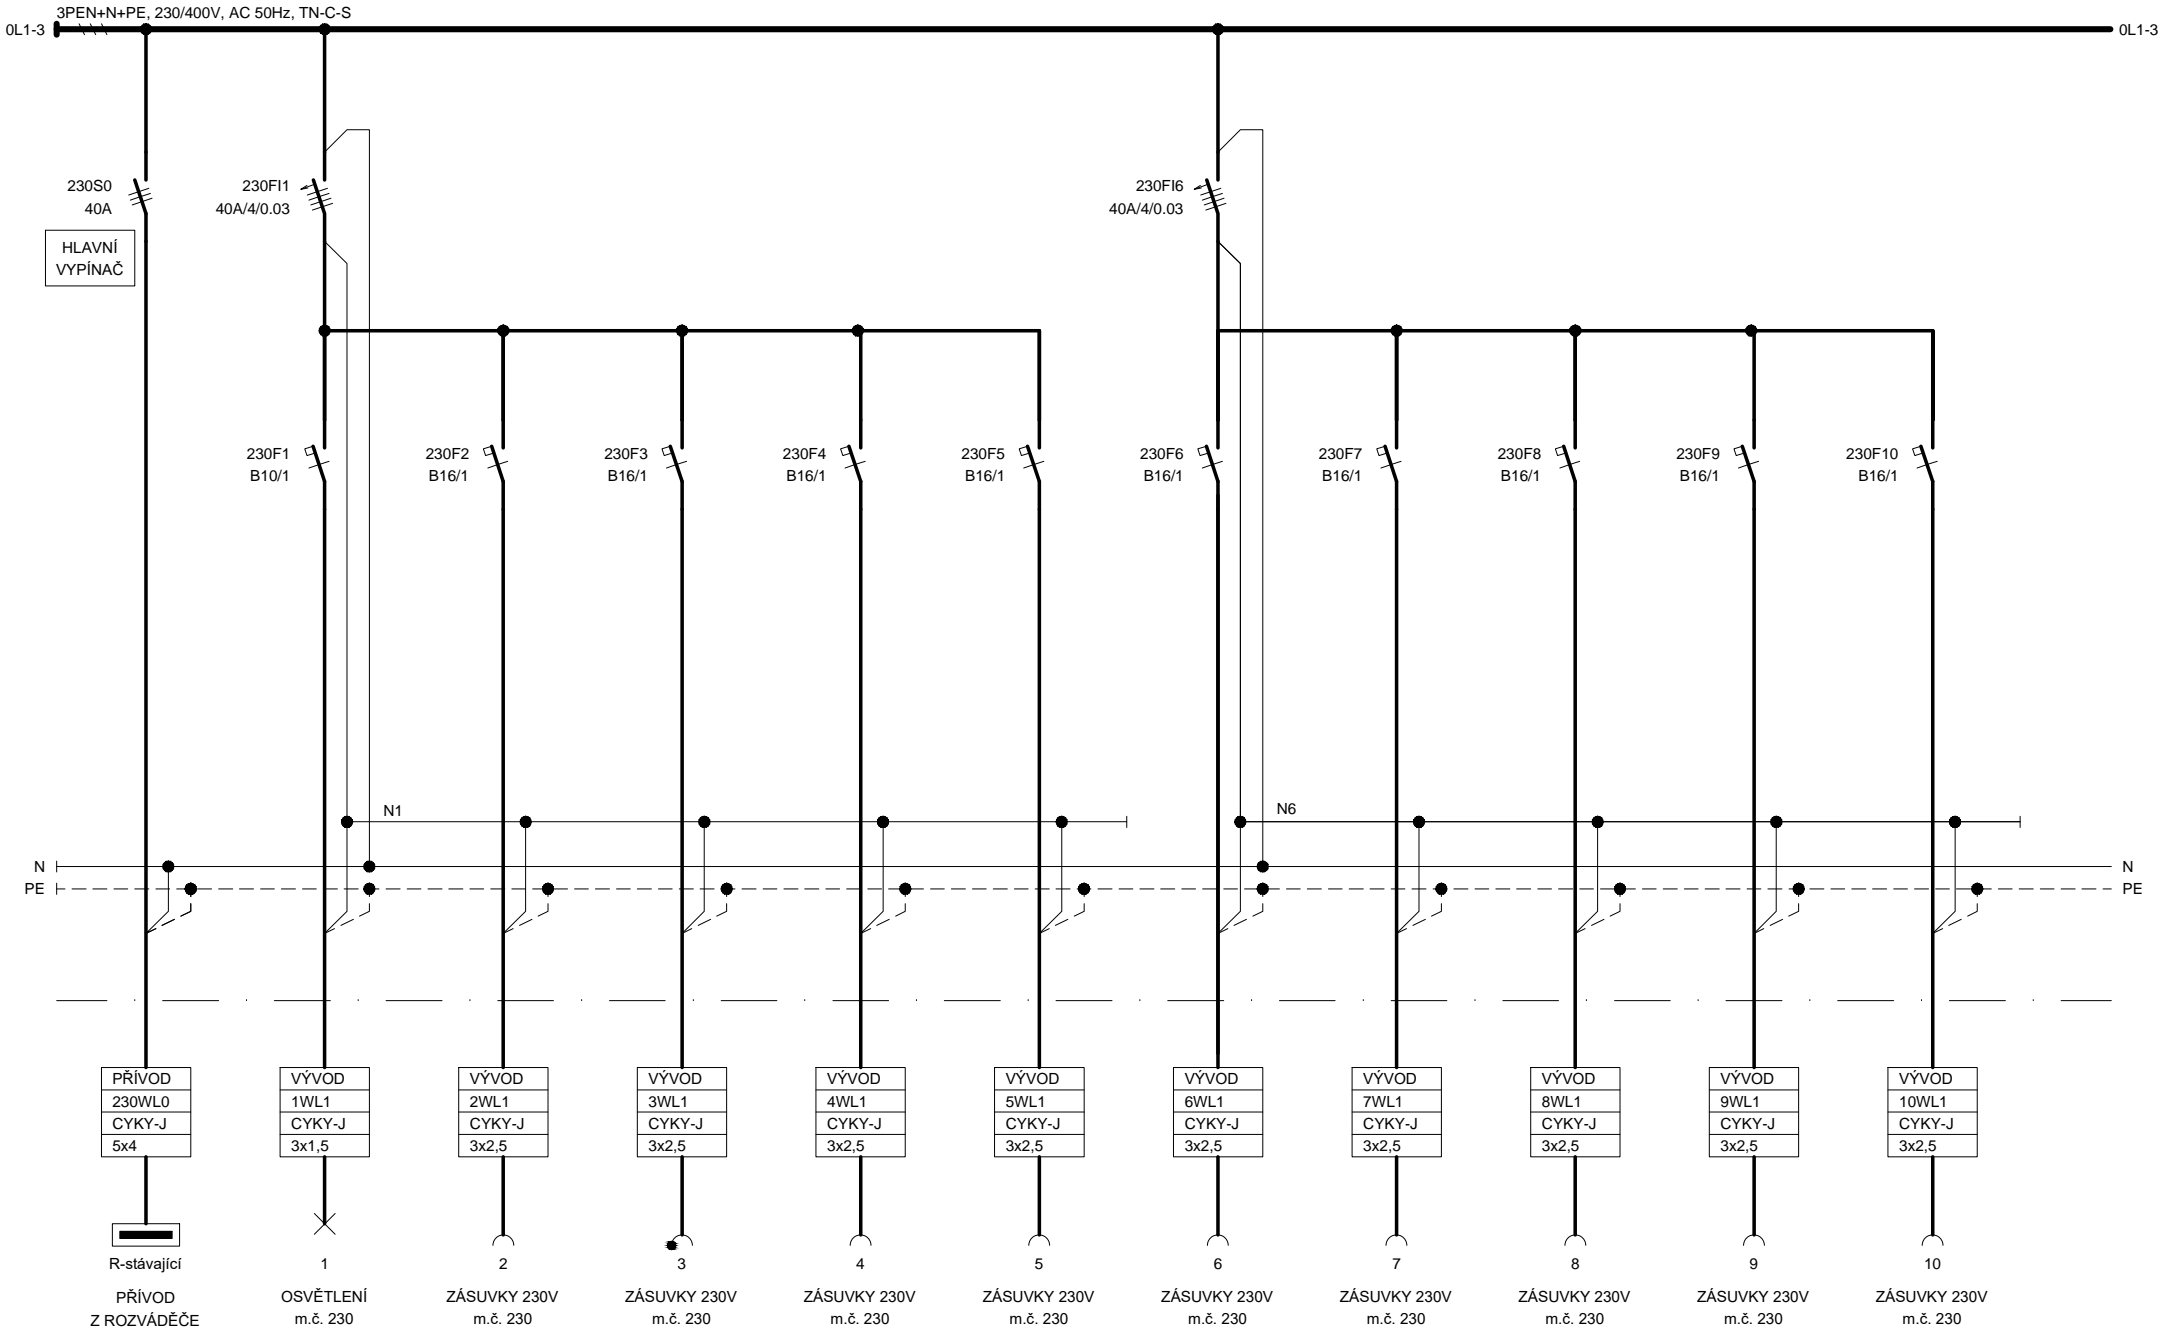 3PEN+N+PE, 230/400V, AC 50Hz, TN-C-S
0L1-3
0L1-3
230S0
40A
HLAVNÍ
VYPÍNAČ
230FI1
40A/4/0.03
230FI6
40A/4/0.03
230F1
B10/1
230F2
B16/1
230F3
B16/1
230F4
B16/1
230F5
B16/1
230F6
B16/1
230F7
B16/1
230F8
B16/1
230F9
B16/1
230F10
B16/1
N1
N6
N
N
PE
PE
PŘÍVOD
230WL0
CYKY-J
5x4
VÝVOD
1WL1
CYKY-J
3x1,5
VÝVOD
2WL1
CYKY-J
3x2,5
VÝVOD
3WL1
CYKY-J
3x2,5
VÝVOD
4WL1
CYKY-J
3x2,5
VÝVOD
5WL1
CYKY-J
3x2,5
VÝVOD
6WL1
CYKY-J
3x2,5
VÝVOD
7WL1
CYKY-J
3x2,5
VÝVOD
8WL1
CYKY-J
3x2,5
VÝVOD
9WL1
CYKY-J
3x2,5
VÝVOD
10WL1
CYKY-J
3x2,5
R-stávající
PŘÍVOD
Z ROZVÁDĚČE
1
OSVĚTLENÍ
m.č. 230
2
ZÁSUVKY 230V
m.č. 230
3
ZÁSUVKY 230V
m.č. 230
4
ZÁSUVKY 230V
m.č. 230
5
ZÁSUVKY 230V
m.č. 230
6
ZÁSUVKY 230V
m.č. 230
7
ZÁSUVKY 230V
m.č. 230
8
ZÁSUVKY 230V
m.č. 230
9
ZÁSUVKY 230V
m.č. 230
10
ZÁSUVKY 230V
m.č. 230